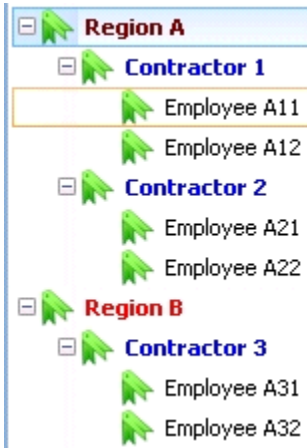 Region A
Contractor 1
Employee A11
Employee A12
Contractor 2
Employee A21
Employee A22
Region B
Contractor 3
Employee A31
Employee A32